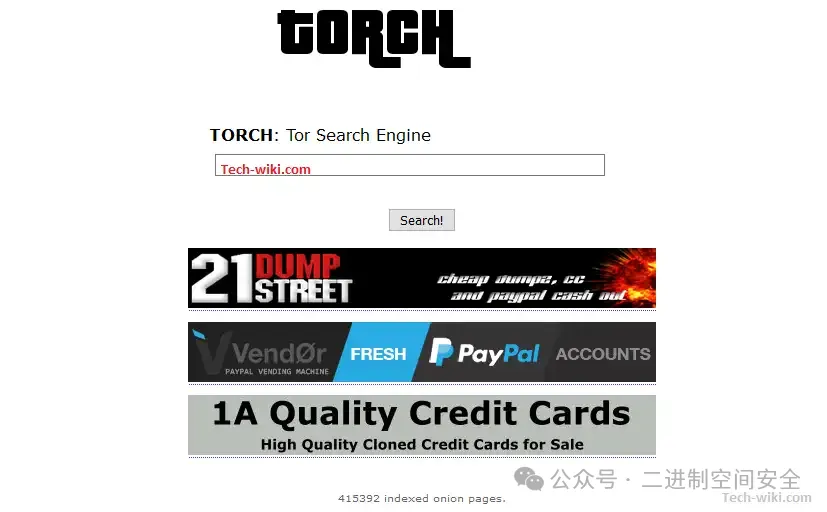 TORCH
TORCH: Tor Search Engine
Tech-wiki.com
Search!
21 DUMP STREET
cheap dumpz, cc
and paypal cash out
VendØr
PAYPAL VENDING MACHINE
FRESH
PayPal
ACCOUNTS
1A Quality Credit Cards
High Quality Cloned Credit Cards for Sale
公众号 · 二进制空间安全
415392 indexed onion pages.
Tech-wiki.com